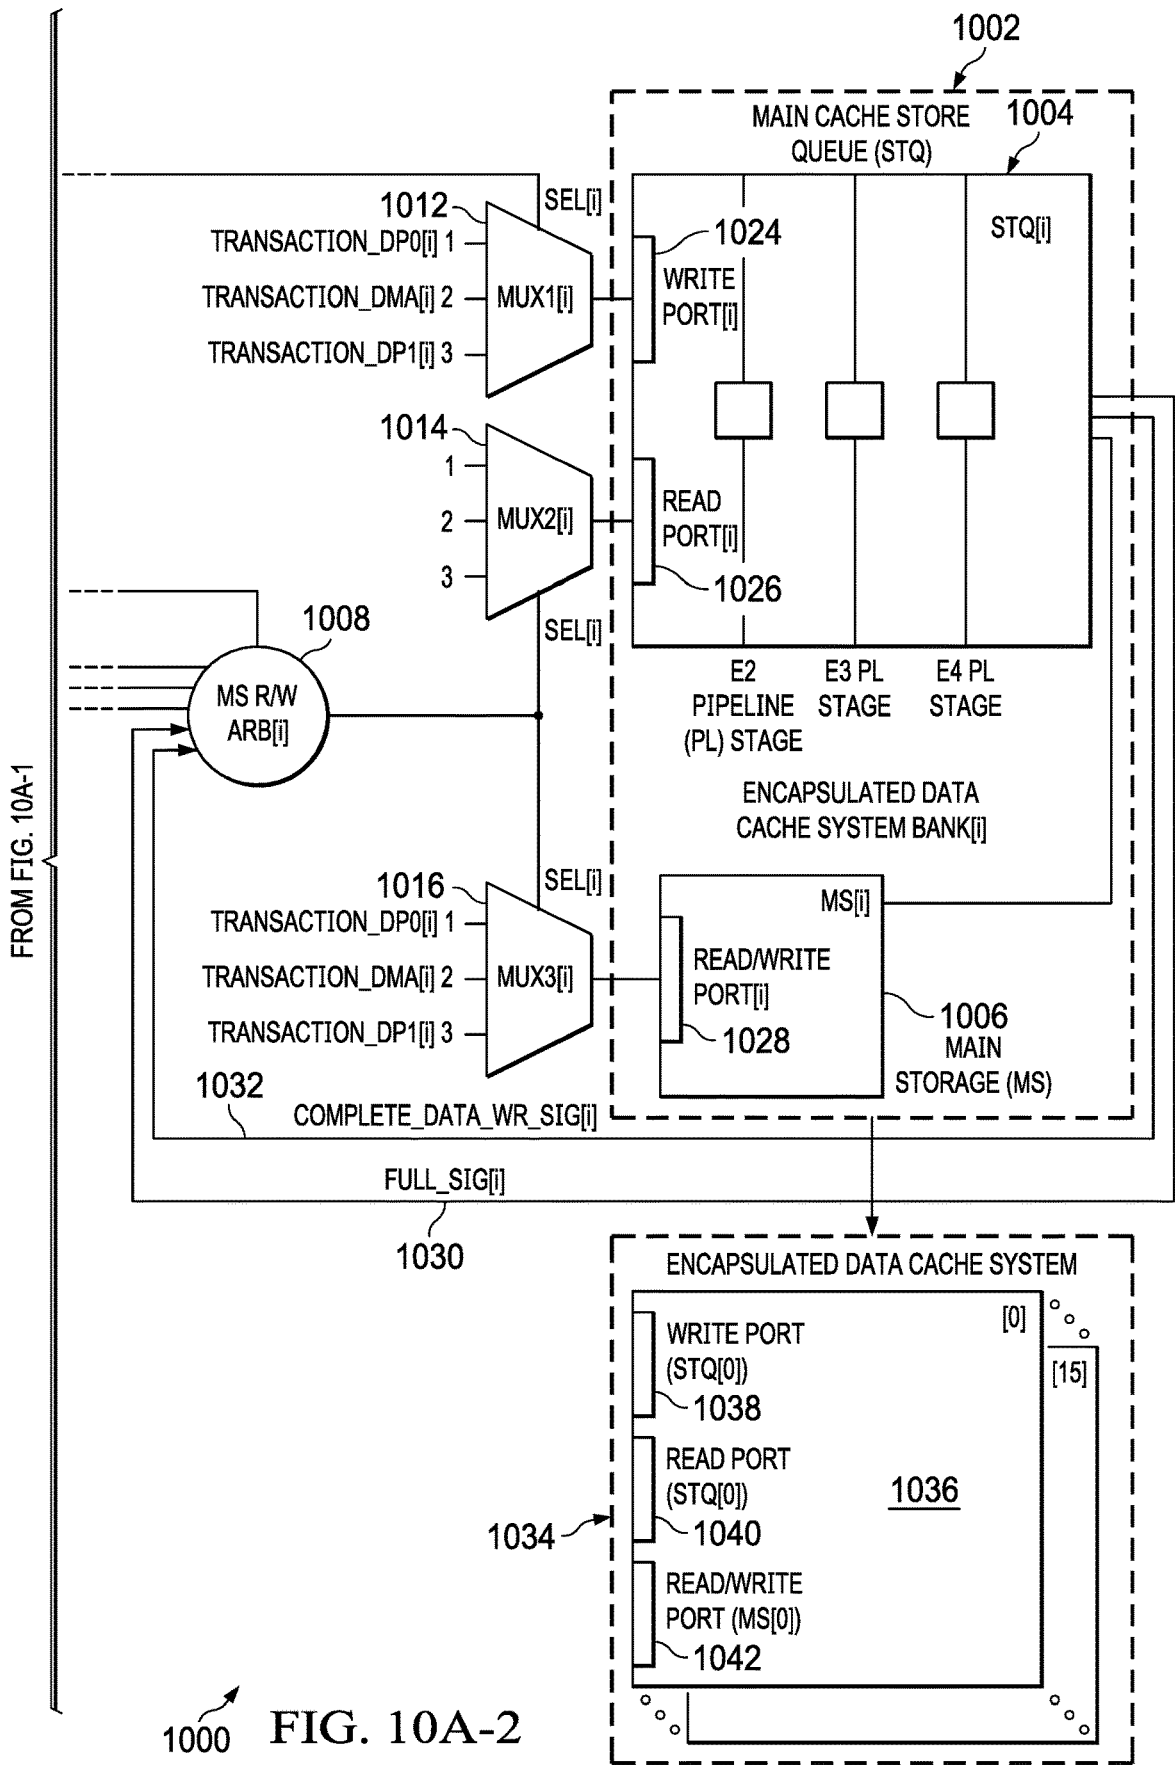 1002
MAIN CACHE STORE
QUEUE (STQ)
1004
SEL[i]
1012
TRANSACTION_DP0[i] 1
TRANSACTION_DMA[i] 2
TRANSACTION_DP1[i] 3
MUX1[i]
1024
WRITE
PORT[i]
STQ[i]
1014
1
2
3
MUX2[i]
READ
PORT[i]
1026
SEL[i]
1008
MS R/W
ARB[i]
E2
PIPELINE
(PL) STAGE
E3 PL
STAGE
E4 PL
STAGE
FROM FIG. 10A-1
ENCAPSULATED DATA
CACHE SYSTEM BANK[i]
1016
SEL[i]
TRANSACTION_DP0[i] 1
TRANSACTION_DMA[i] 2
TRANSACTION_DP1[i] 3
MUX3[i]
MS[i]
READ/WRITE
PORT[i]
1028
1006
MAIN
STORAGE (MS)
1032
COMPLETE_DATA_WR_SIG[i]
FULL_SIG[i]
1030
ENCAPSULATED DATA CACHE SYSTEM
[0]
[15]
WRITE PORT
(STQ[0])
1038
READ PORT
(STQ[0])
1040
1036
1034
READ/WRITE
PORT (MS[0])
1042
1000
FIG. 10A-2